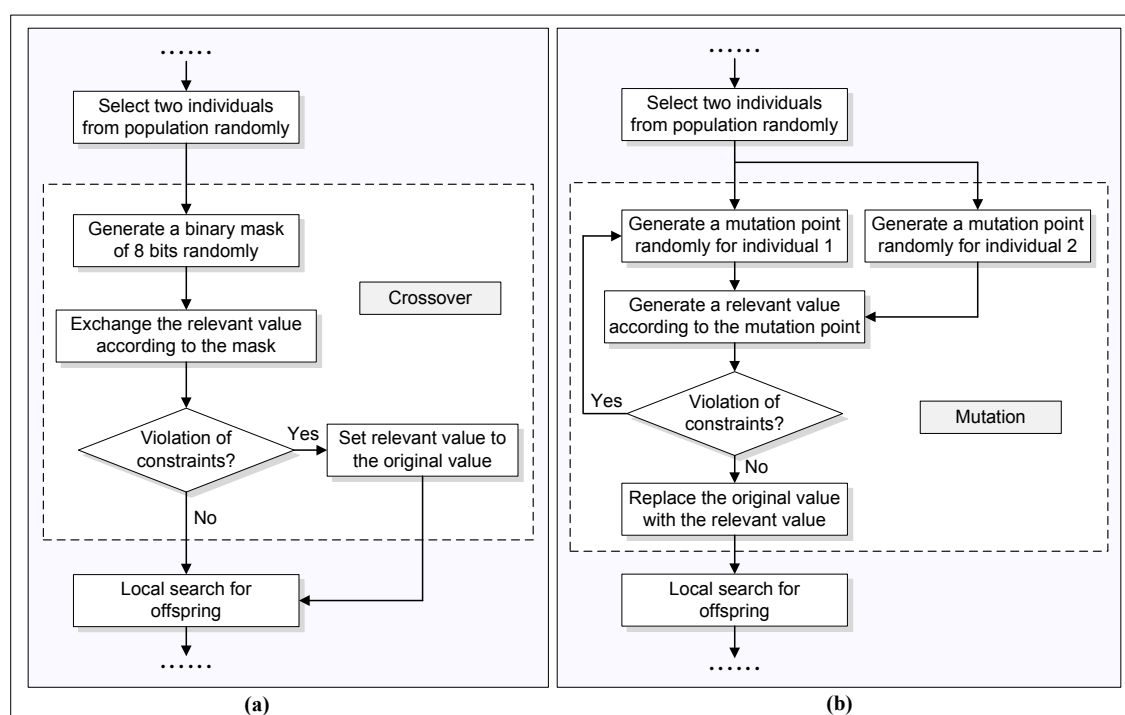 ......
Select two individuals
from population randomly
Generate a binary mask
of 8 bits randomly
Crossover
Exchange the relevant value
according to the mask
Violation of
constraints?
Yes
Set relevant value to
the original value
No
Local search for
offspring
......
(a)
......
Select two individuals
from population randomly
Generate a mutation point
randomly for individual 1
Generate a mutation point
randomly for individual 2
Generate a relevant value
according to the mutation point
Yes
Violation of
constraints?
Mutation
No
Replace the original value
with the relevant value
Local search for
offspring
......
(b)